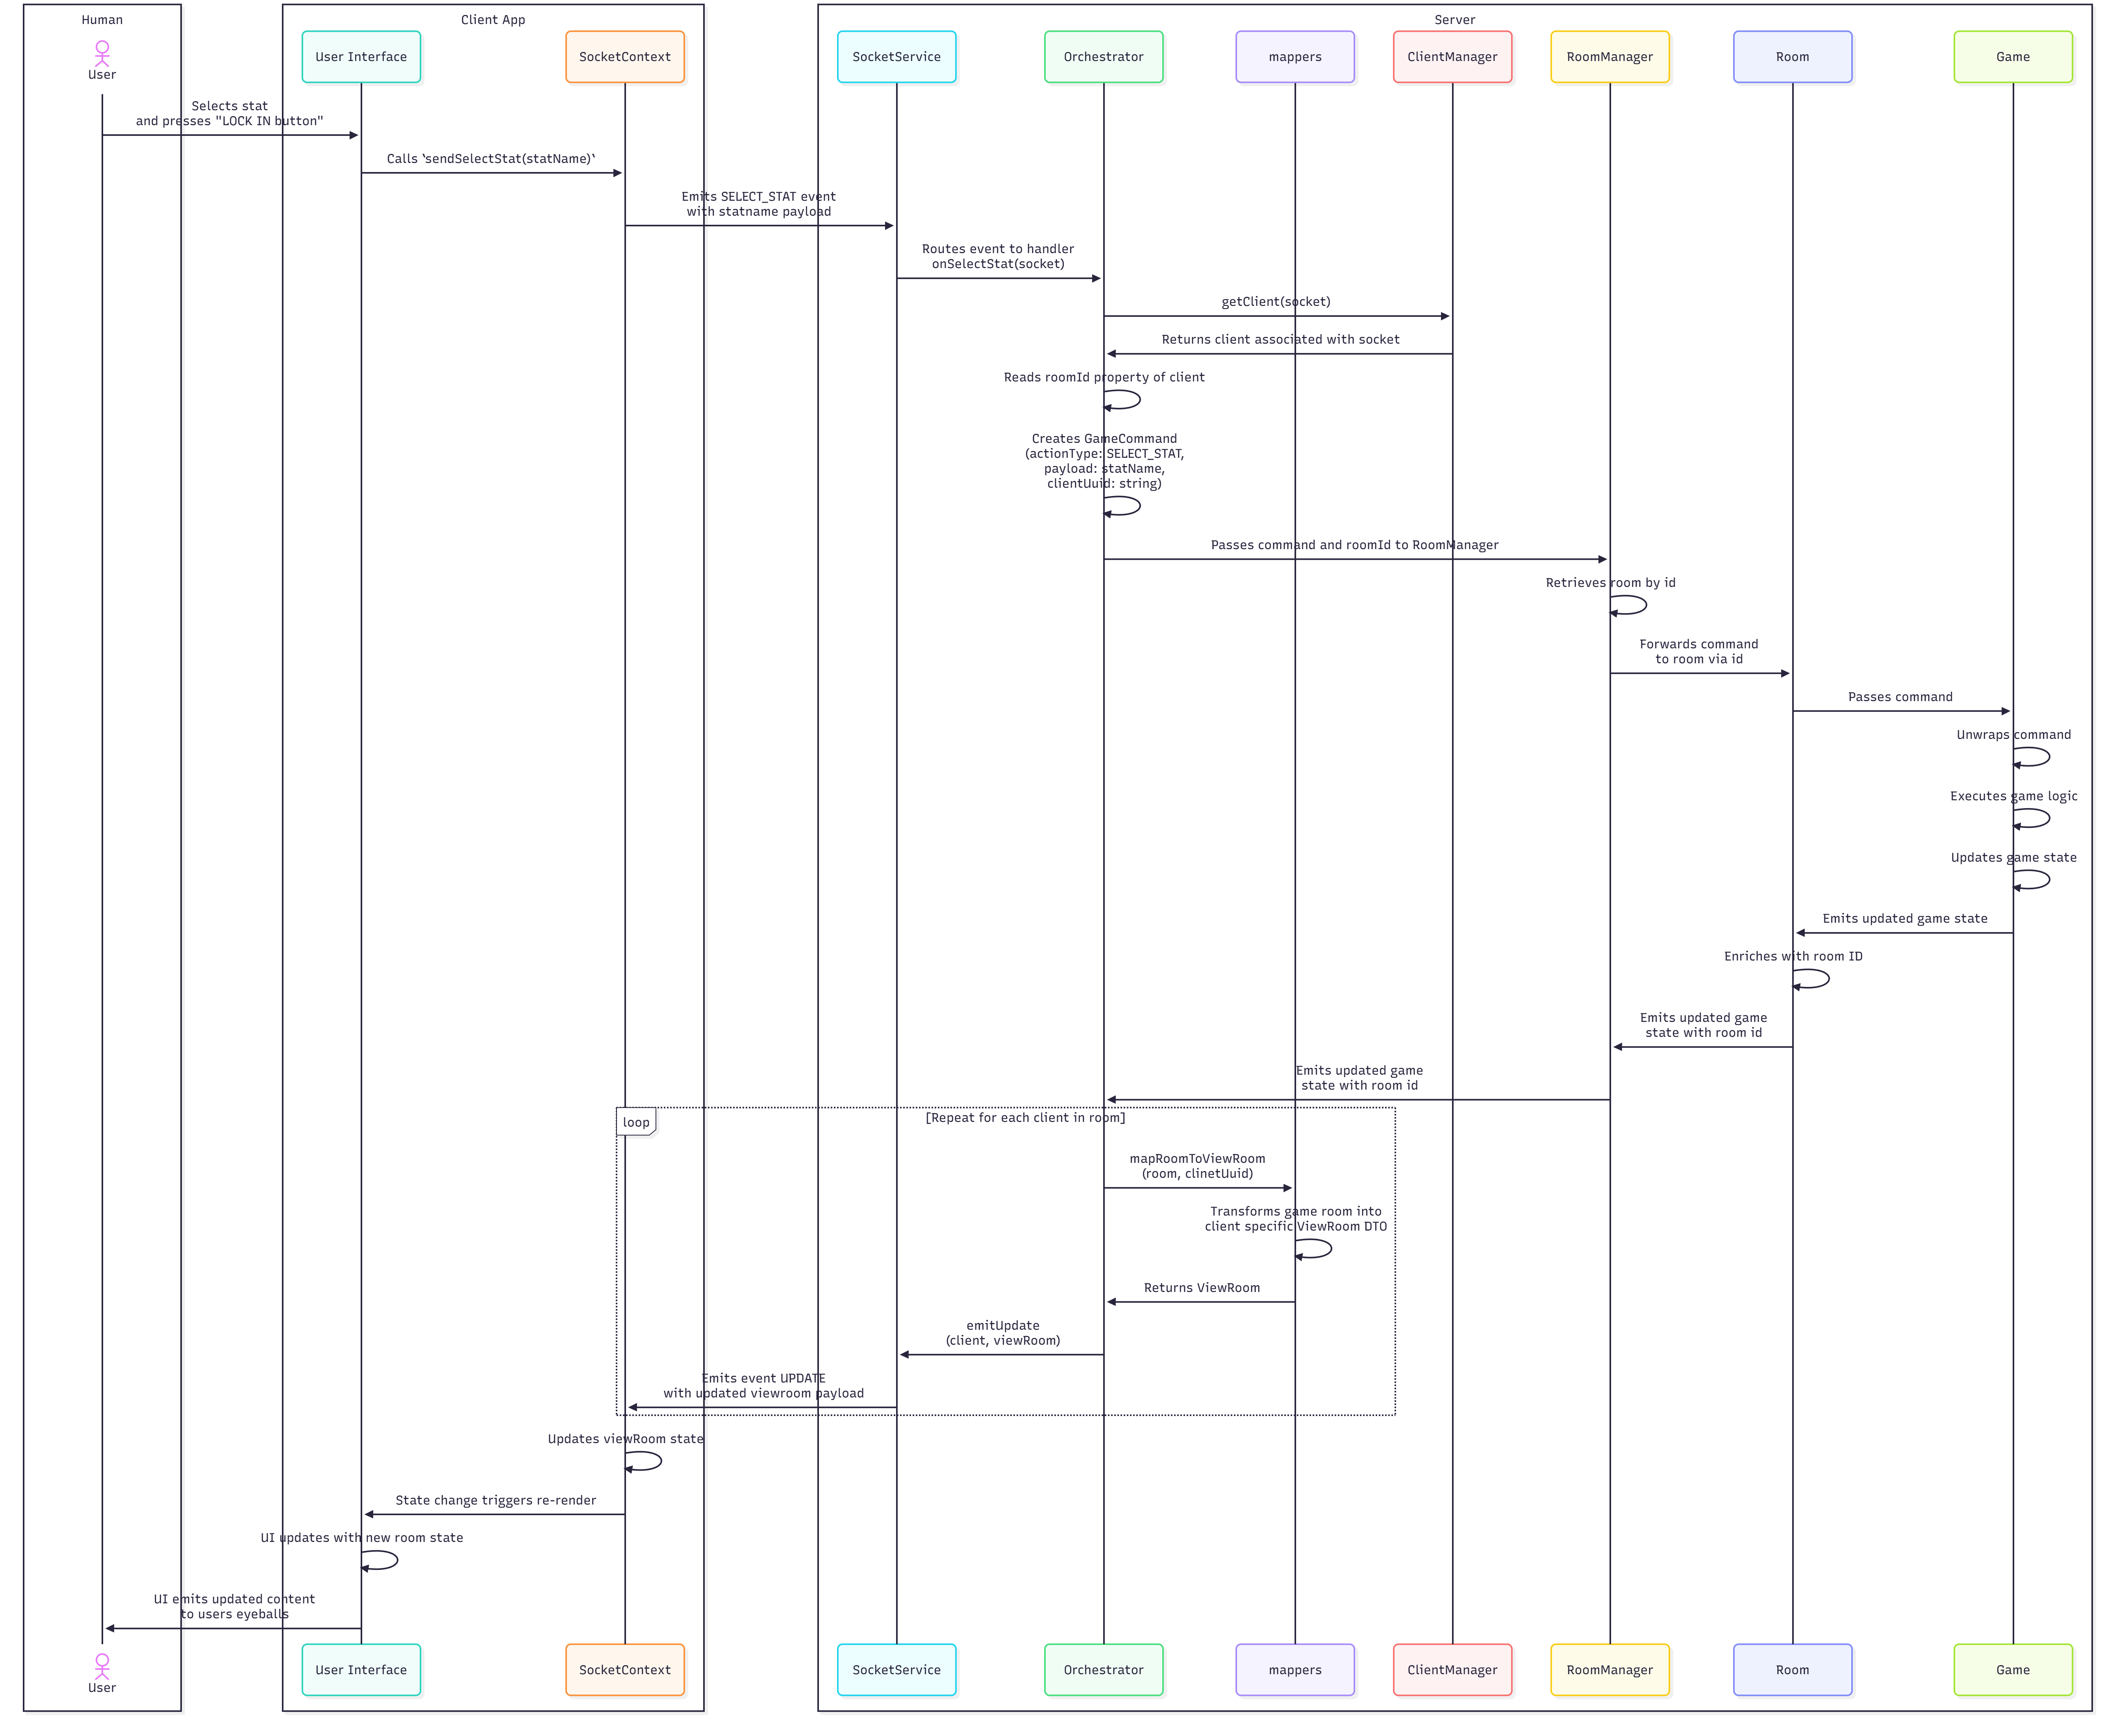 Human
Client App
Server
User
User Interface
SocketContext
SocketService
Orchestrator
mappers
ClientManager
RoomManager
Room
Game
Selects stat
and presses "LOCK IN button"
Calls `sendSelectStat(statName)`
Emits SELECT_STAT event
with statname payload
Routes event to handler
onSelectStat(socket)
getClient(socket)
Returns client associated with socket
Reads roomId property of client
Creates GameCommand
(actionType: SELECT_STAT,
payload: statName,
clientUuid: string)
Passes command and roomId to RoomManager
Retrieves room by id
Forwards command
to room via id
Passes command
Unwraps command
Executes game logic
Updates game state
Emits updated game state
Enriches with room ID
Emits updated game
state with room id
Emits updated game
state with room id
loop
[Repeat for each client in room]
mapRoomToViewRoom
(room, clinetUuid)
Transforms game room into
client specific ViewRoom DTO
Returns ViewRoom
emitUpdate
(client, viewRoom)
Emits event UPDATE
with updated viewroom payload
Updates viewRoom state
State change triggers re-render
UI updates with new room state
UI emits updated content
to users eyeballs
User
User Interface
SocketContext
SocketService
Orchestrator
mappers
ClientManager
RoomManager
Room
Game